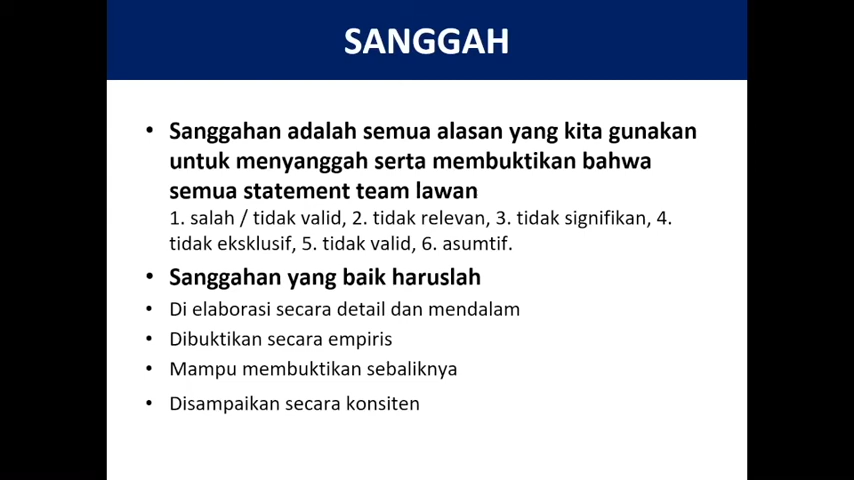 SANGGAH
• Sanggahan adalah semua alasan yang kita gunakan
untuk menyanggah serta membuktikan bahwa
semua statement team lawan
1. salah / tidak valid, 2. tidak relevan, 3. tidak signifikan, 4.
tidak eksklusif, 5. tidak valid, 6. asumtif.
• Sanggahan yang baik haruslah
• Di elaborasi secara detail dan mendalam
• Dibuktikan secara empiris
• Mampu membuktikan sebaliknya
• Disampaikan secara konsiten